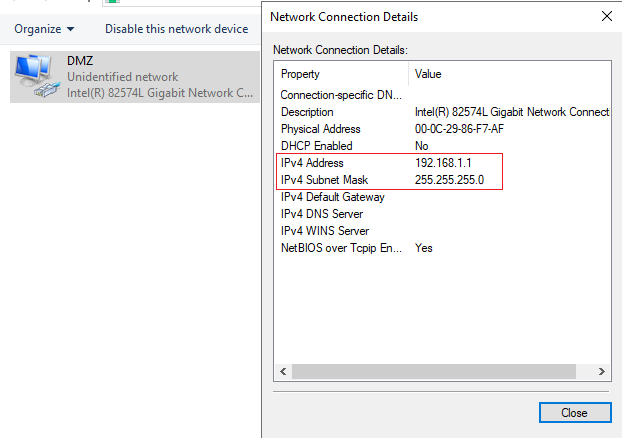 Organize
Disable this network device
DMZ
Unidentified network
Intel(R) 82574L Gigabit Network C...
Network Connection Details
Network Connection Details:
Property Value
Connection-specific DN...
Description Intel(R) 82574L Gigabit Network Connect
Physical Address 00-0C-29-86-F7-AF
DHCP Enabled No
IPv4 Address 192.168.1.1
IPv4 Subnet Mask 255.255.255.0
IPv4 Default Gateway
IPv4 DNS Server
IPv4 WINS Server
NetBIOS over Tcpip En... Yes
Close